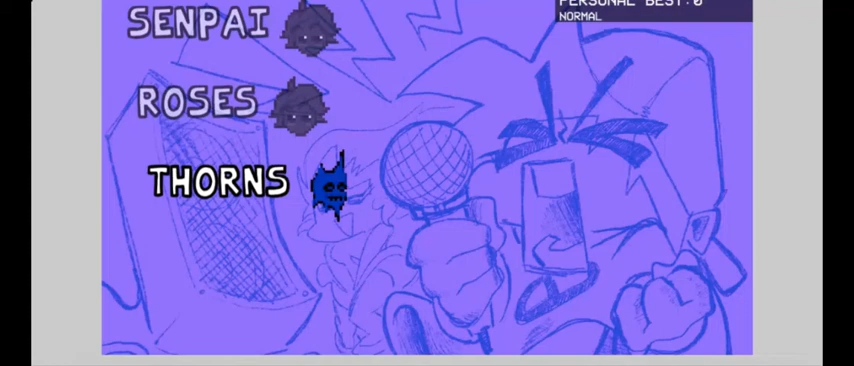 PERSONAL BEST:0
NORMAL
SENPAI
ROSES
THORNS